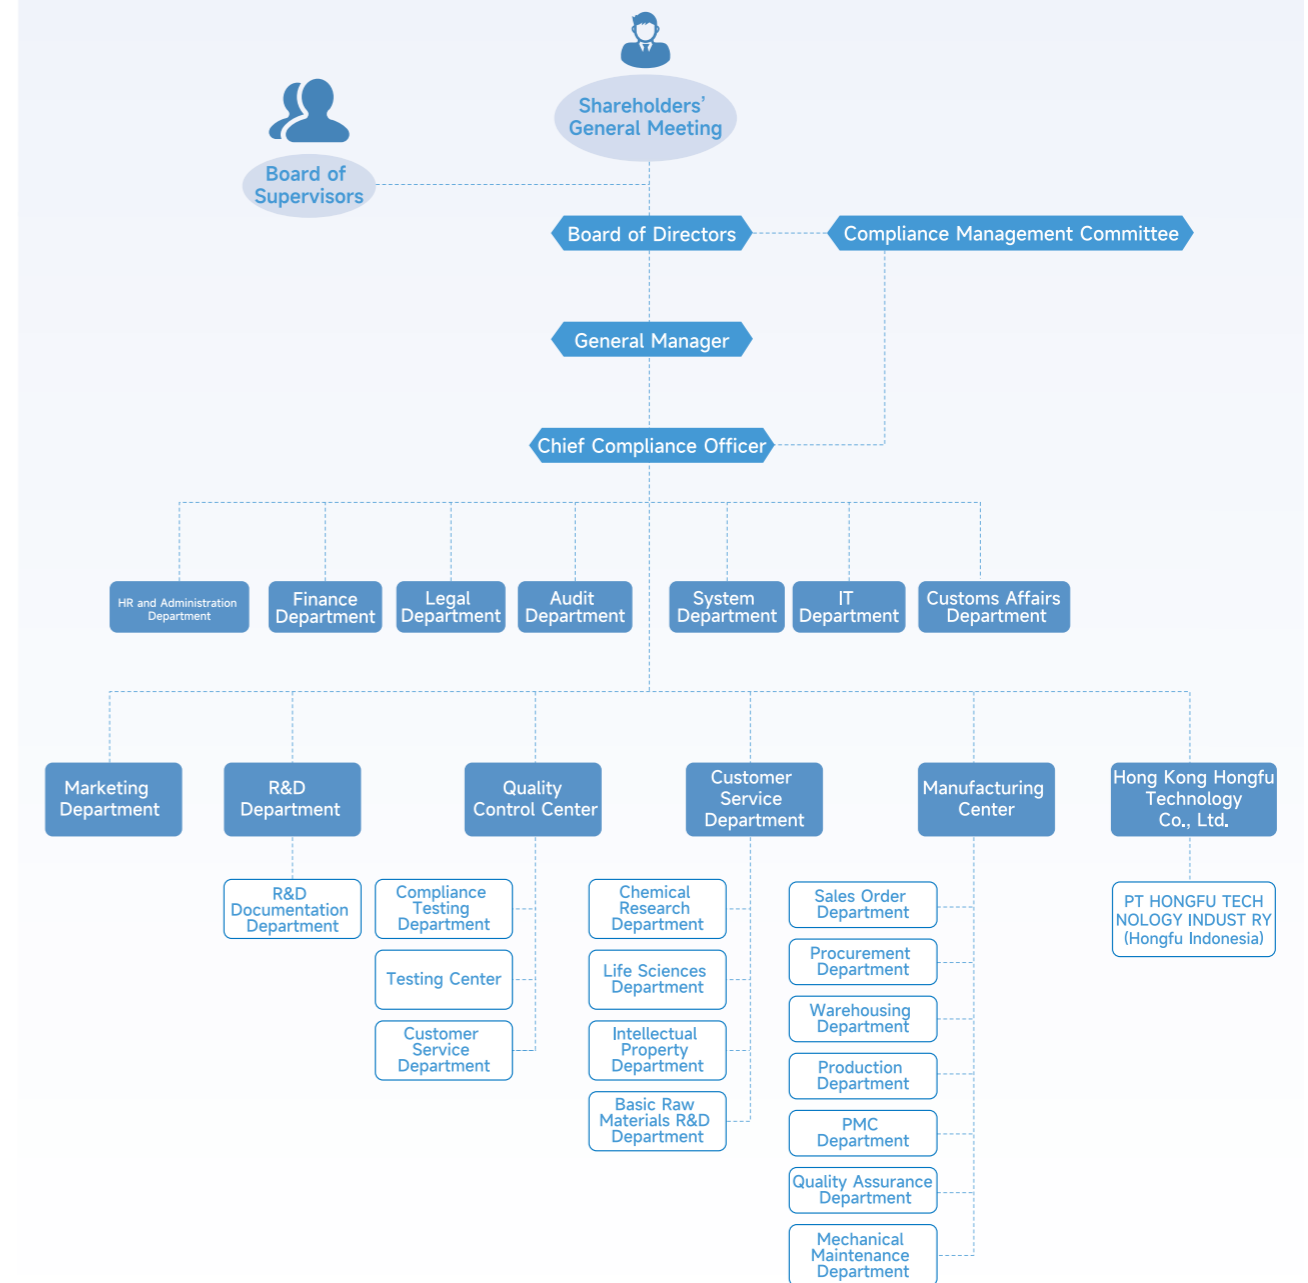 Shareholders’
General Meeting
Board of
Supervisors
Board of Directors
Compliance Management Committee
General Manager
Chief Compliance Officer
HR and Administration
Department
Finance
Department
Legal
Department
Audit
Department
System
Department
IT
Department
Customs Affairs
Department
Marketing
Department
R&D
Department
Quality
Control Center
Customer
Service
Department
Manufacturing
Center
Hong Kong Hongfu
Technology
Co., Ltd.
R&D
Documentation
Department
Compliance
Testing
Department
Testing Center
Customer
Service
Department
Chemical
Research
Department
Life Sciences
Department
Intellectual
Property
Department
Basic Raw
Materials R&D
Department
Sales Order
Department
Procurement
Department
Warehousing
Department
Production
Department
PMC
Department
Quality Assurance
Department
Mechanical
Maintenance
Department
PT HONGFU TECH
NOLOGY INDUST RY
(Hongfu Indonesia)